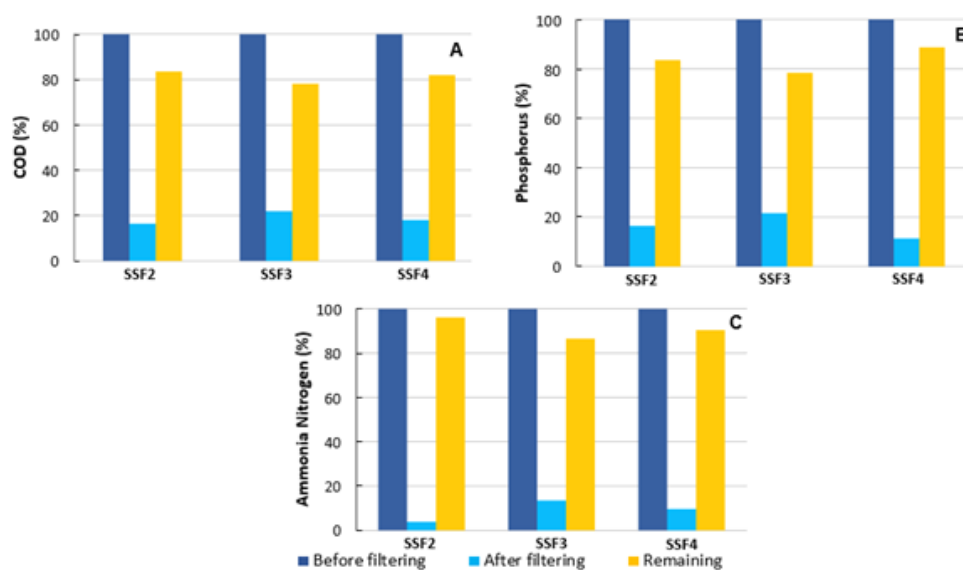 A
COD (%)
100
80
60
40
20
0
SSF2 SSF3 SSF4
B
Phosphorus (%)
100
80
60
40
20
0
SSF2 SSF3 SSF4
C
Ammonia Nitrogen (%)
100
80
60
40
20
0
SSF2 SSF3 SSF4
Before filtering After filtering Remaining